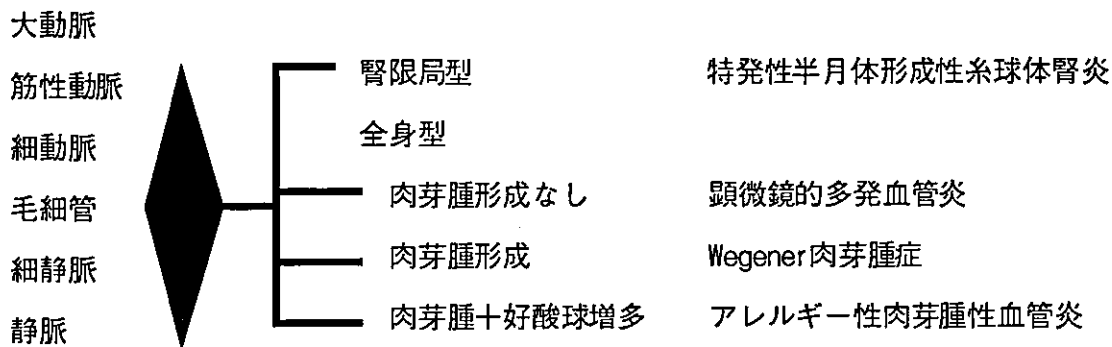 大動脈
筋性動脈
細動脈
毛細管
細静脈
静脈
腎限局型 特発性半月体形成性糸球体腎炎
全身型
肉芽腫形成なし 顕微鏡的多発血管炎
肉芽腫形成 Wegener肉芽腫症
肉芽腫十好酸球増多 アレルギー性肉芽腫性血管炎